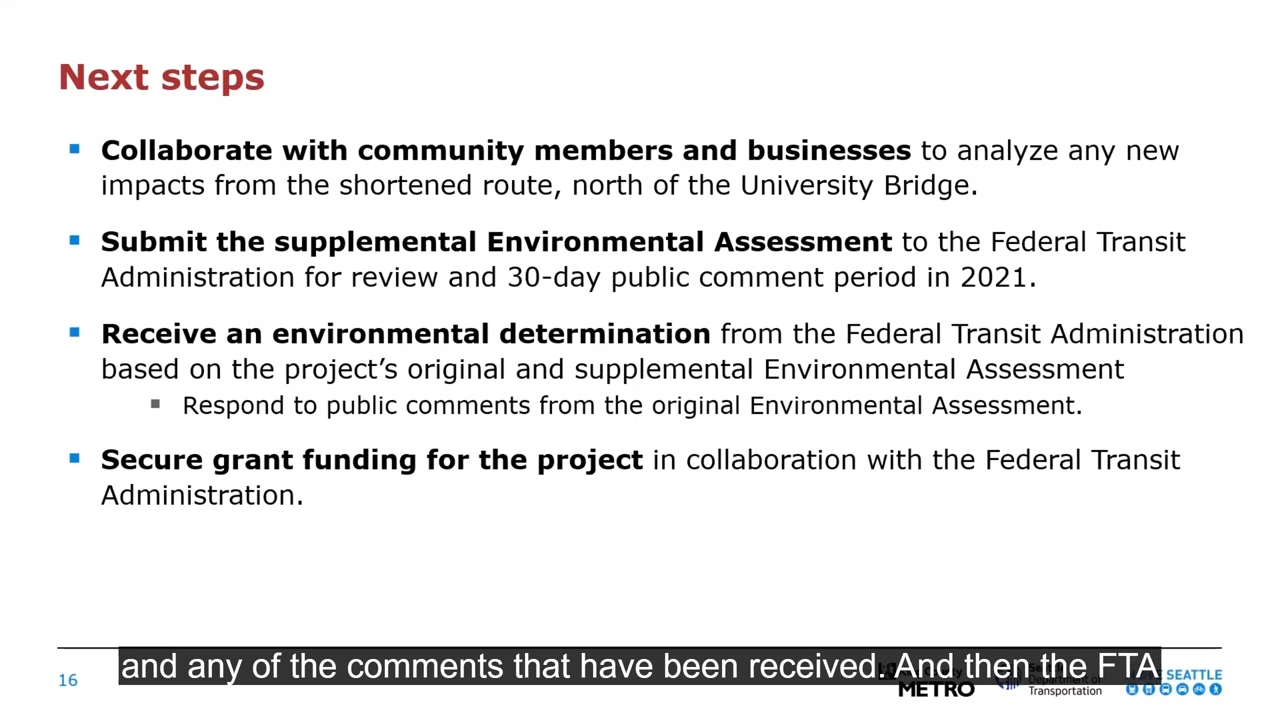 Next steps
Collaborate with community members and businesses to analyze any new
impacts from the shortened route, north of the University Bridge.
Submit the supplemental Environmental Assessment to the Federal Transit
Administration for review and 30-day public comment period in 2021.
Receive an environmental determination from the Federal Transit Administration
based on the project’s original and supplemental Environmental Assessment
Respond to public comments from the original Environmental Assessment.
Secure grant funding for the project in collaboration with the Federal Transit
Administration.
and any of the comments that have been received. And then the FTA
16
METRO
Transportation
SEATTLE